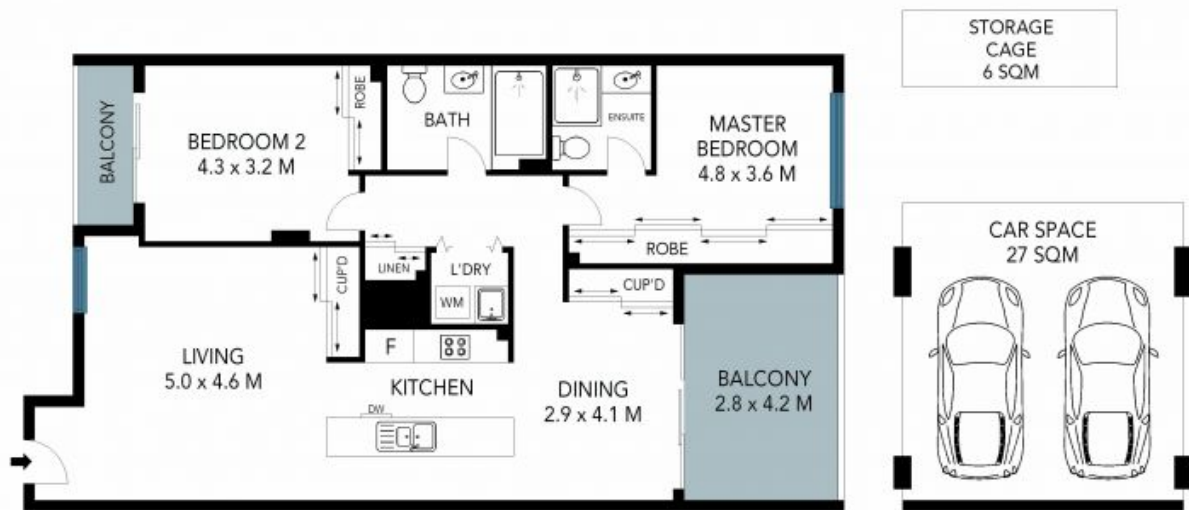 STORAGE
CAGE
6 SQM
BALCONY
BEDROOM 2
4.3 x 3.2 M
ROBE
BATH
ENSUITE
MASTER
BEDROOM
4.8 x 3.6 M
ROBE
LINEN
L'DRY
WM
CUP'D
CUP'D
F
LIVING
5.0 x 4.6 M
KITCHEN
DW
DINING
2.9 x 4.1 M
BALCONY
2.8 x 4.2 M
CAR SPACE
27 SQM